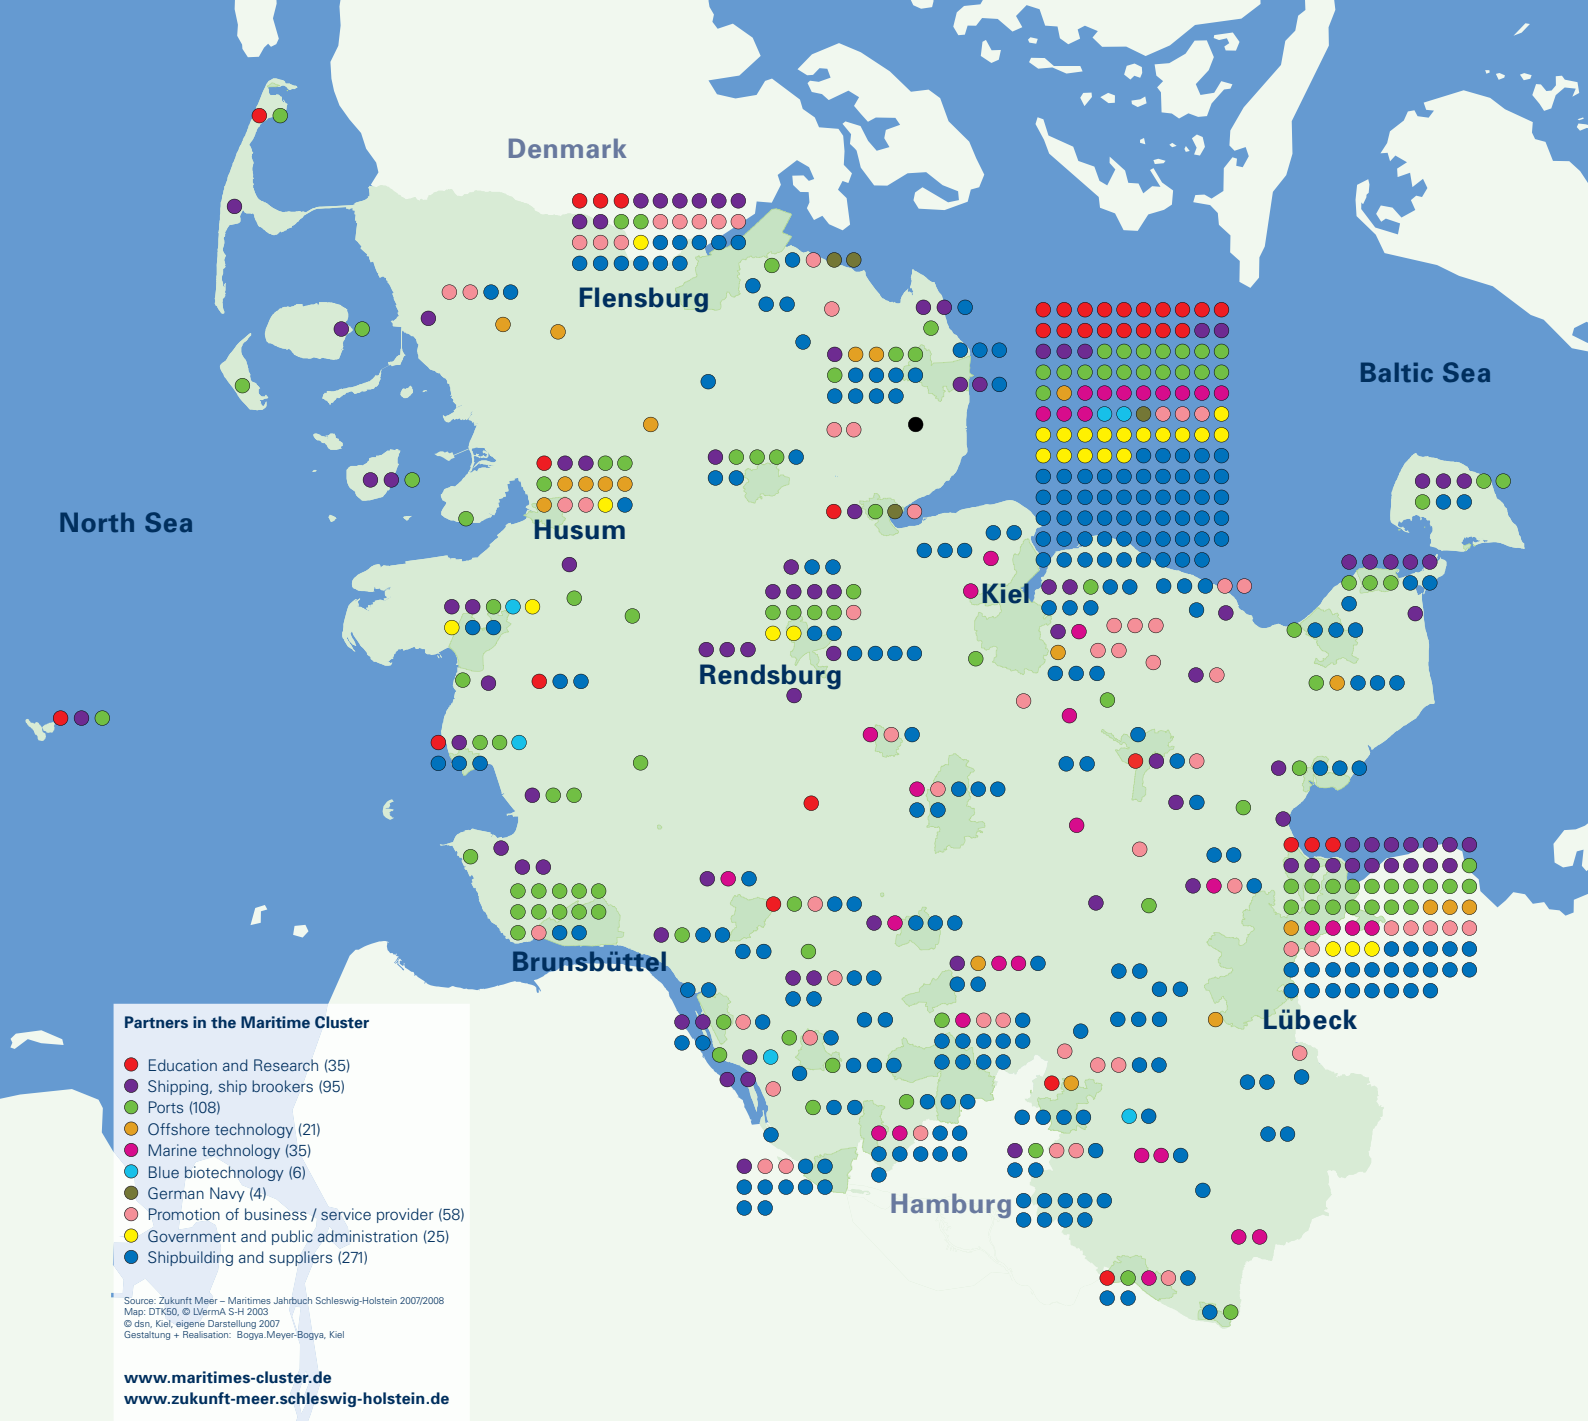 Denmark
Flensburg
Baltic Sea
North Sea
Husum
Kiel
Rendsburg
Brunsbüttel
Lübeck
Hamburg
Partners in the Maritime Cluster
Education and Research (35)
Shipping, ship brokers (95)
Ports (108)
Offshore technology (21)
Marine technology (35)
Blue biotechnology (6)
German Navy (4)
Promotion of business / service provider (58)
Government and public administration (25)
Shipbuilding and suppliers (271)
Source: Zukunft Meer – Maritimes Jahrbuch Schleswig-Holstein 2007/2008
Map: DTK50, © LVermA S-H 2003
© dsn, Kiel, eigene Darstellung 2007
Gestaltung + Realisation: Bogya.Meyer-Bogya, Kiel
www.maritimes-cluster.de
www.zukunft-meer.schleswig-holstein.de